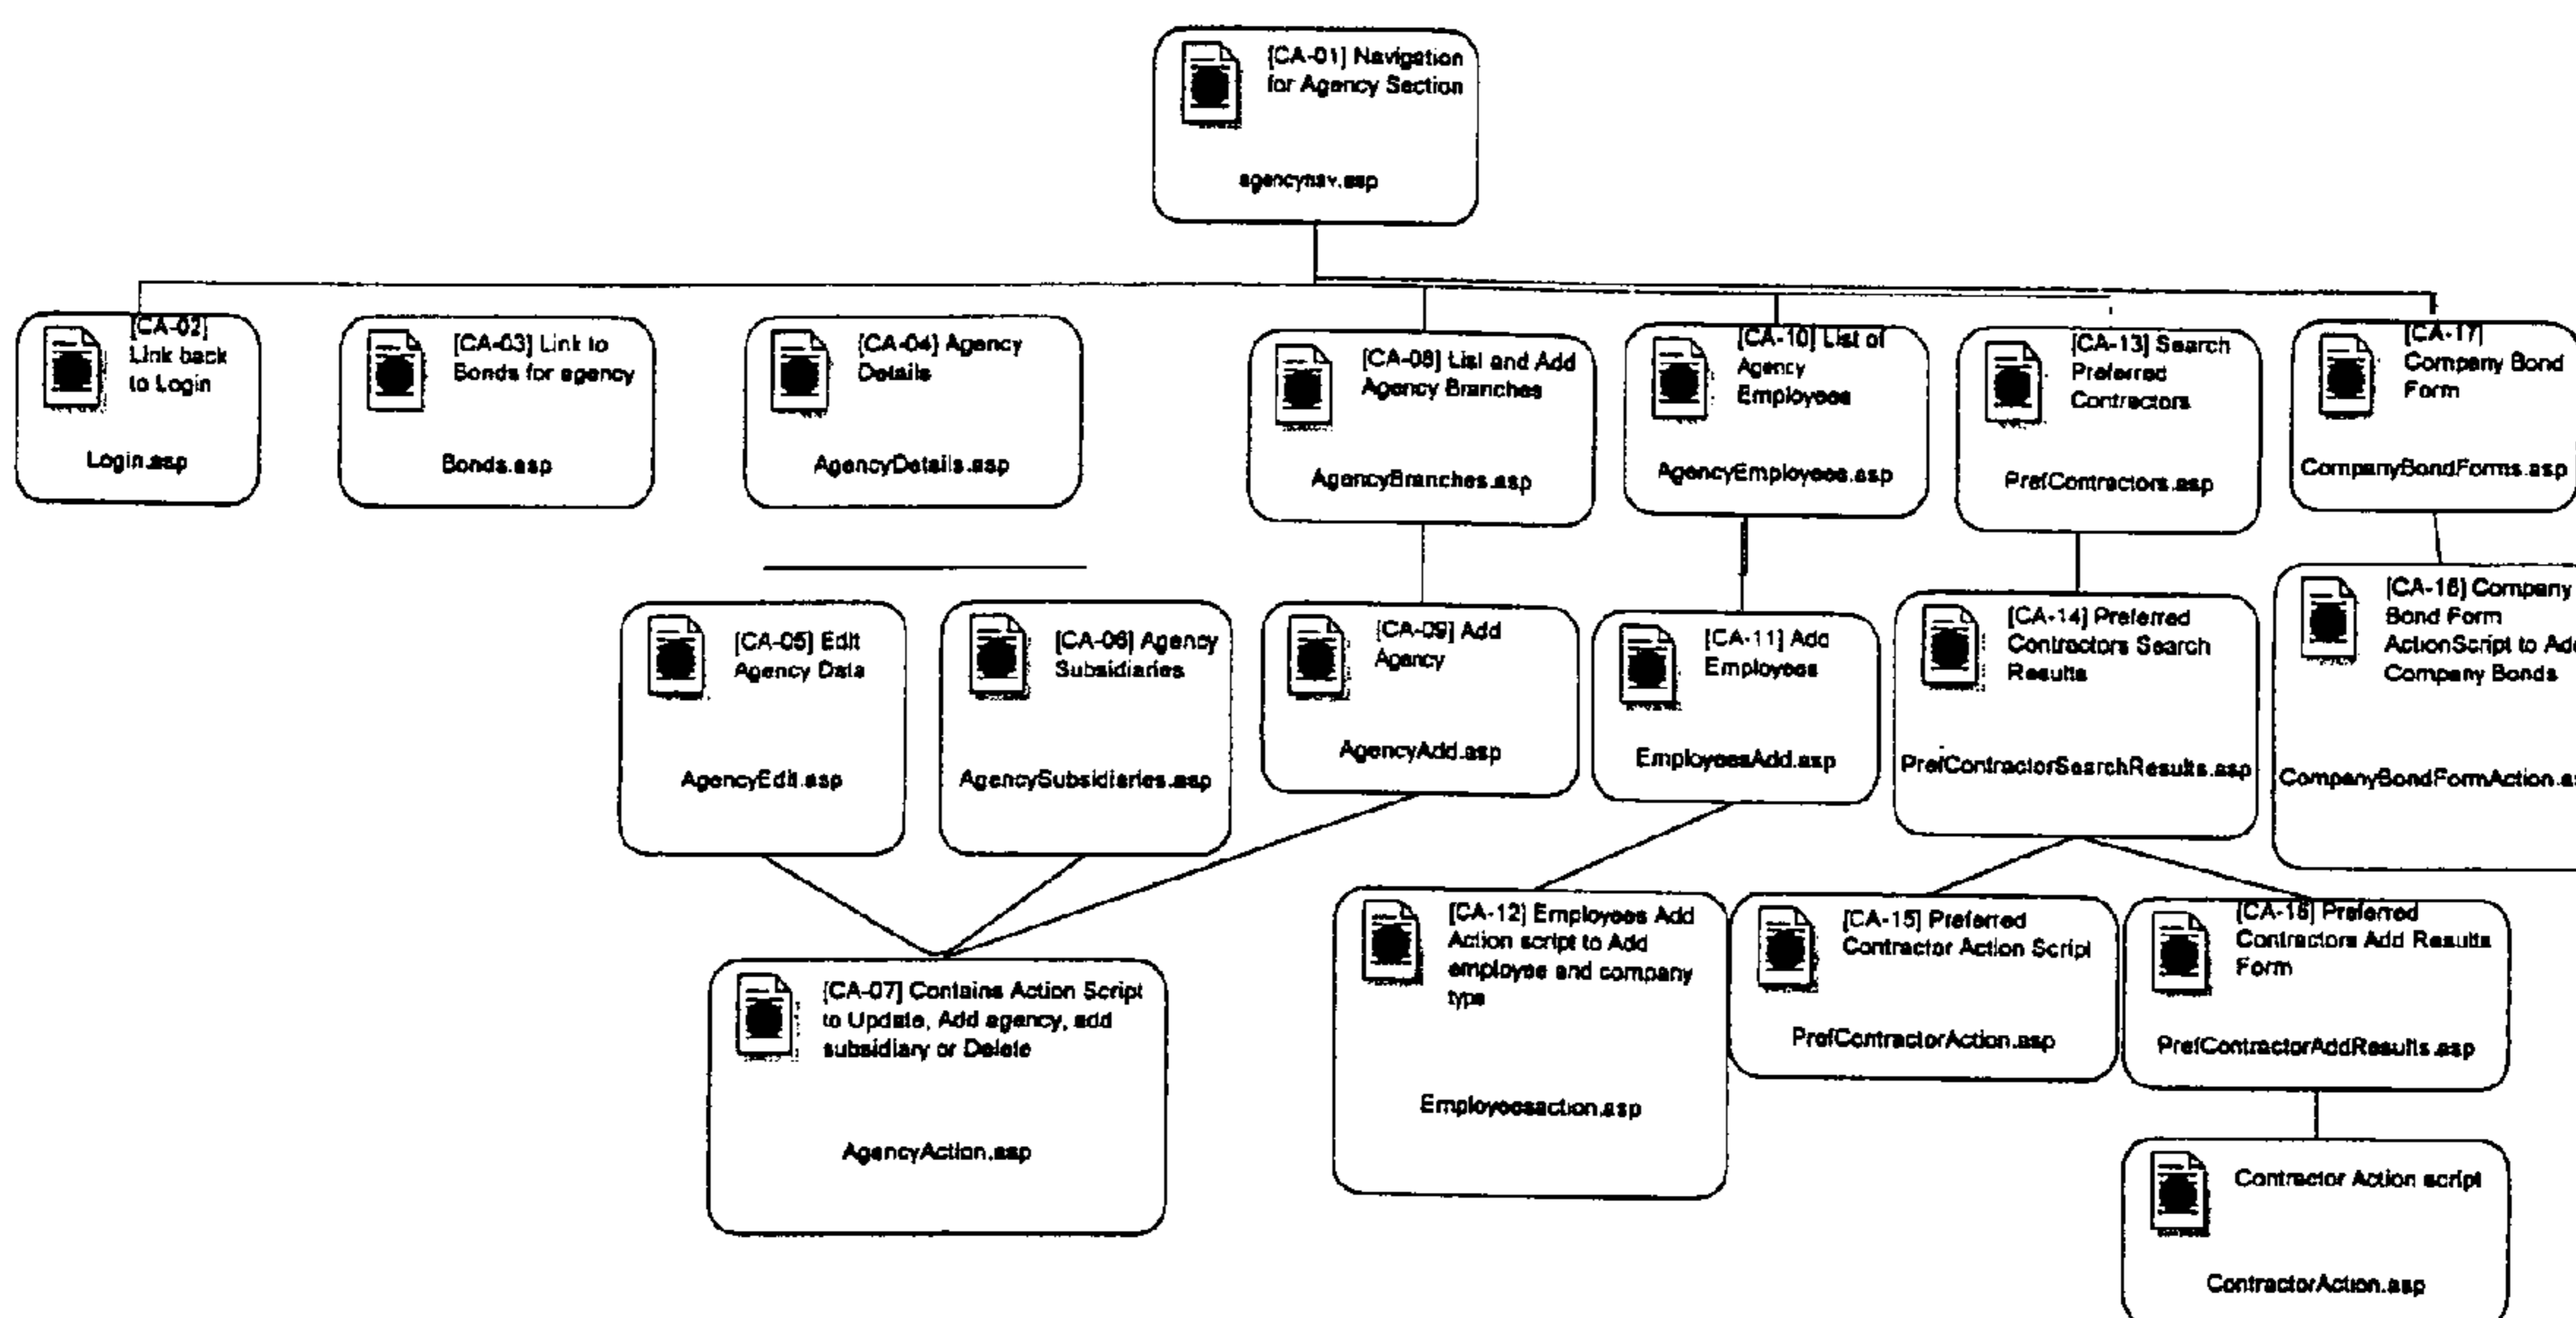 [CA-01] Navigation
for Agency Section
agencynav.asp
[CA-02]
Link back
to Login
Login.asp
[CA-03] Link to
Bonds for agency
Bonds.asp
[CA-04] Agency
Details
AgencyDetails.asp
[CA-08] List and Add
Agency Branches
AgencyBranches.asp
[CA-10] List of
Agency
Employees
AgencyEmployees.asp
[CA-13] Search
Preferred
Contractors
PrefContractors.asp
[CA-17]
Company Bond
Form
CompanyBondForms.asp
[CA-05] Edit
Agency Data
AgencyEdit.asp
[CA-06] Agency
Subsidiaries
AgencySubsidiaries.asp
[CA-09] Add
Agency
AgencyAdd.asp
[CA-11] Add
Employees
EmployeesAdd.asp
[CA-14] Preferred
Contractors Search
Results
PrefContractorSearchResults.asp
Company
Bond Form
ActionScript to Add
Company Bonds
CompanyBondFormAction.as
[CA-07] Contains Action Script
to Update, Add agency, add
subsidiary or Delete
AgencyAction.asp
[CA-12] Employees Add
Action script to Add
employee and company
type
Employeesaction.asp
[CA-15] Preferred
Contractor Action Script
PrefContractorAction.asp
[CA-16] Preferred
Contractors Add Results
Form
PrefContractorAddResults.asp
Contractor Action script
ContractorAction.asp